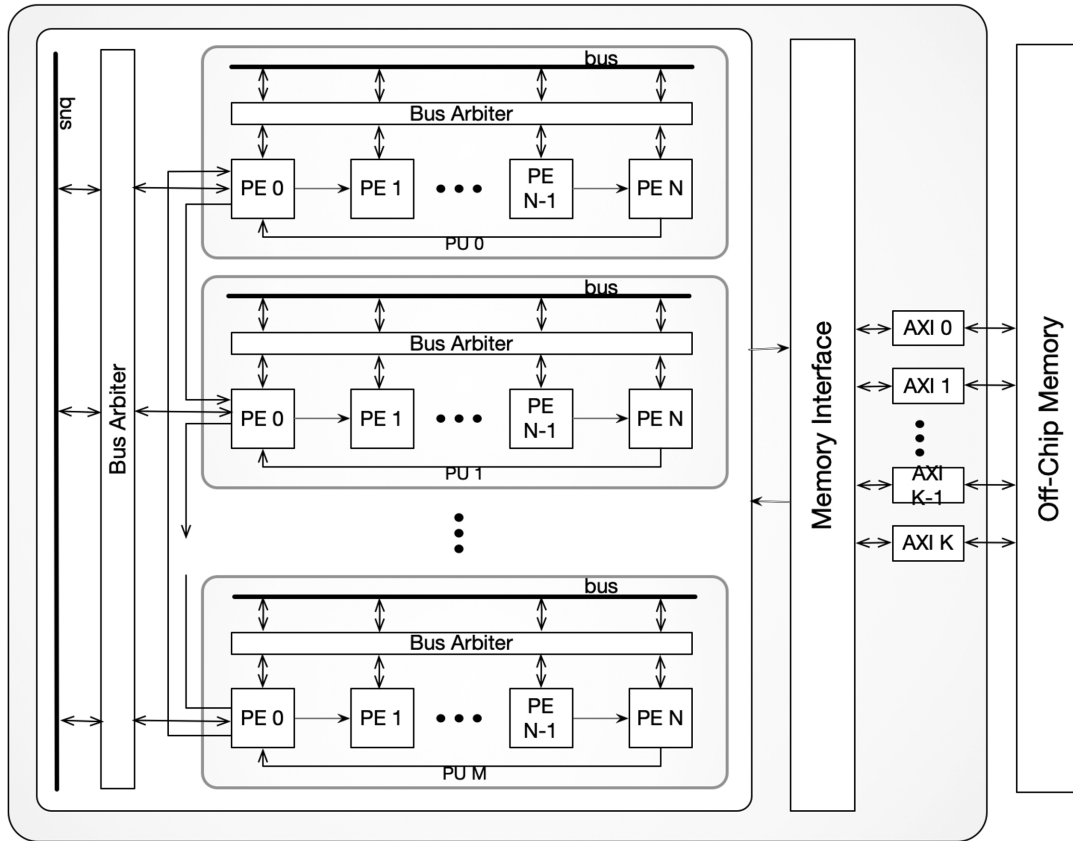 bus
Bus Arbiter
bus
Bus Arbiter
PE 0
PE 1
PE
N-1
PE N
PU 0
bus
Bus Arbiter
PE 0
PE 1
PE
N-1
PE N
PU 1
bus
Bus Arbiter
PE 0
PE 1
PE
N-1
PE N
PU M
Memory Interface
AXI 0
AXI 1
AXI
K-1
AXI K
Off-Chip Memory